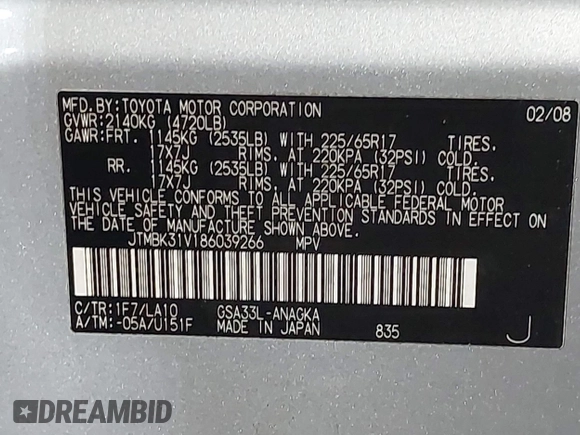 MFD.BY:TOYOTA MOTOR CORPORATION 02/08
GVWR:2140KG (4720LB)
GAWR:FRT. 1145KG (2535LB) WITH 225/65R17 TIRES.
17X7J RIMS. AT 220KPA (32PSI) COLD.
RR. 1145KG (2535LB) WITH 225/65R17 TIRES.
17X7J RIMS. AT 220KPA (32PSI) COLD.
THIS VEHICLE CONFORMS TO ALL APPLICABLE FEDERAL MOTOR
VEHICLE SAFETY AND THEFT PREVENTION STANDARDS IN EFFECT ON
THE DATE OF MANUFACTURE SHOWN ABOVE.
JTMBK31V186039266 MPV
C/TR:1F7/LA10 GSA33L-ANAGKA
A/TM:-05A/U151F MADE IN JAPAN 835 J
DREAMBID